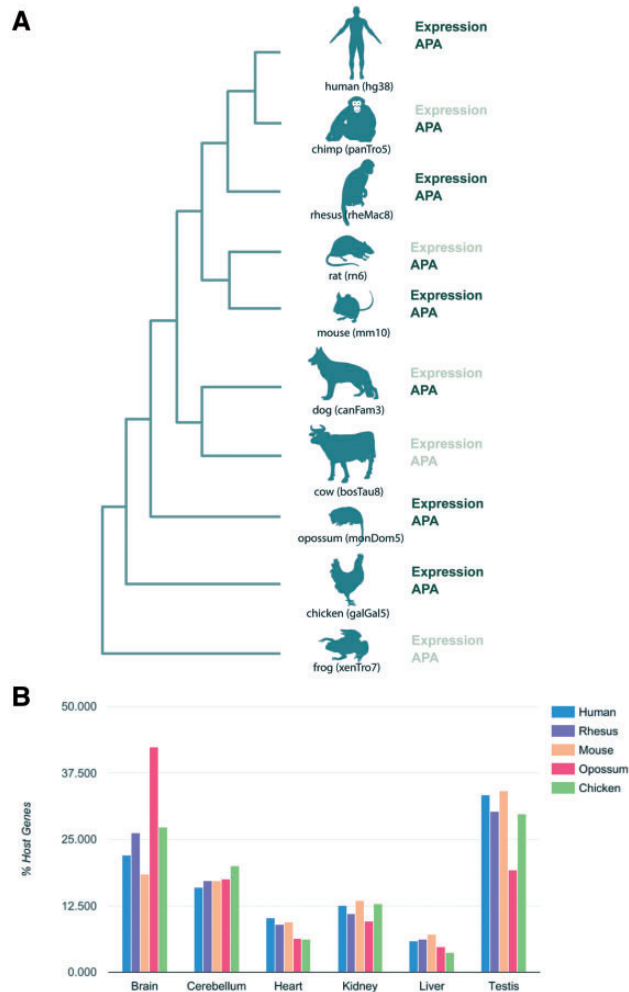 A
Expression
APA
human (hg38)
Expression
APA
chimp (panTro5)
Expression
APA
rhesus (rheMac8)
Expression
APA
rat (rn6)
Expression
APA
mouse (mm10)
Expression
APA
dog (canFam3)
Expression
APA
cow (bosTau8)
Expression
APA
opossum (monDom5)
Expression
APA
chicken (galGal5)
Expression
APA
frog (xenTro7)
B
50.000
37.500
25.000
12.500
0.000
% Host Genes
Human
Rhesus
Mouse
Opossum
Chicken
Brain Cerebellum Heart Kidney Liver Testis